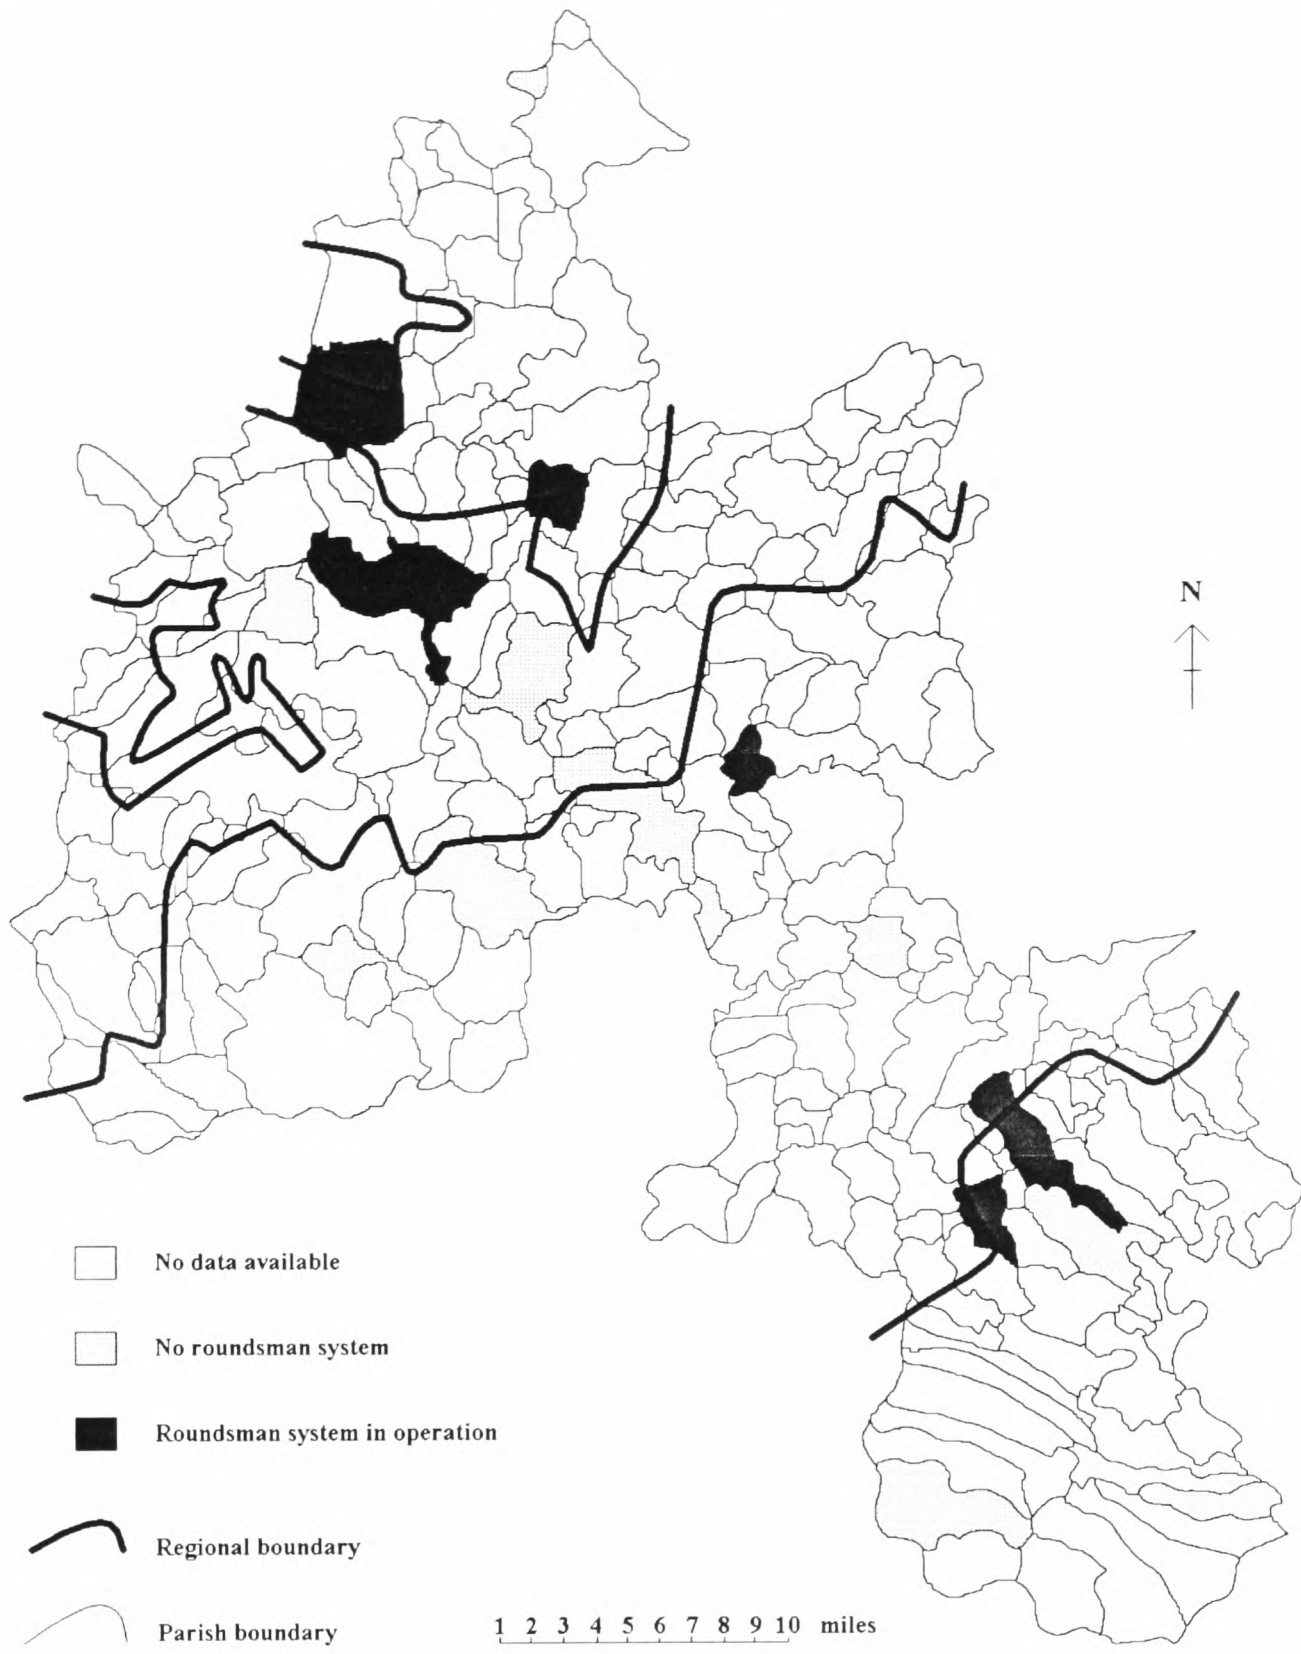 N
No data available
No roundsman system
Roundsman system in operation
Regional boundary
Parish boundary
1 2 3 4 5 6 7 8 9 10 miles